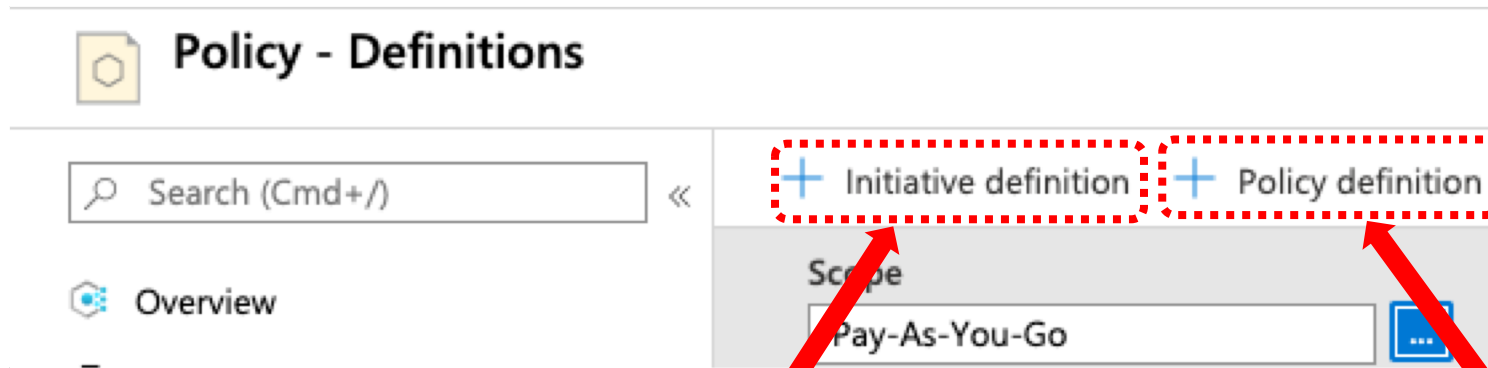 Policy - Definitions
Search (Cmd+/)
«
+ Initiative definition
+ Policy definition
Overview
Scope
Pay-As-You-Go
...